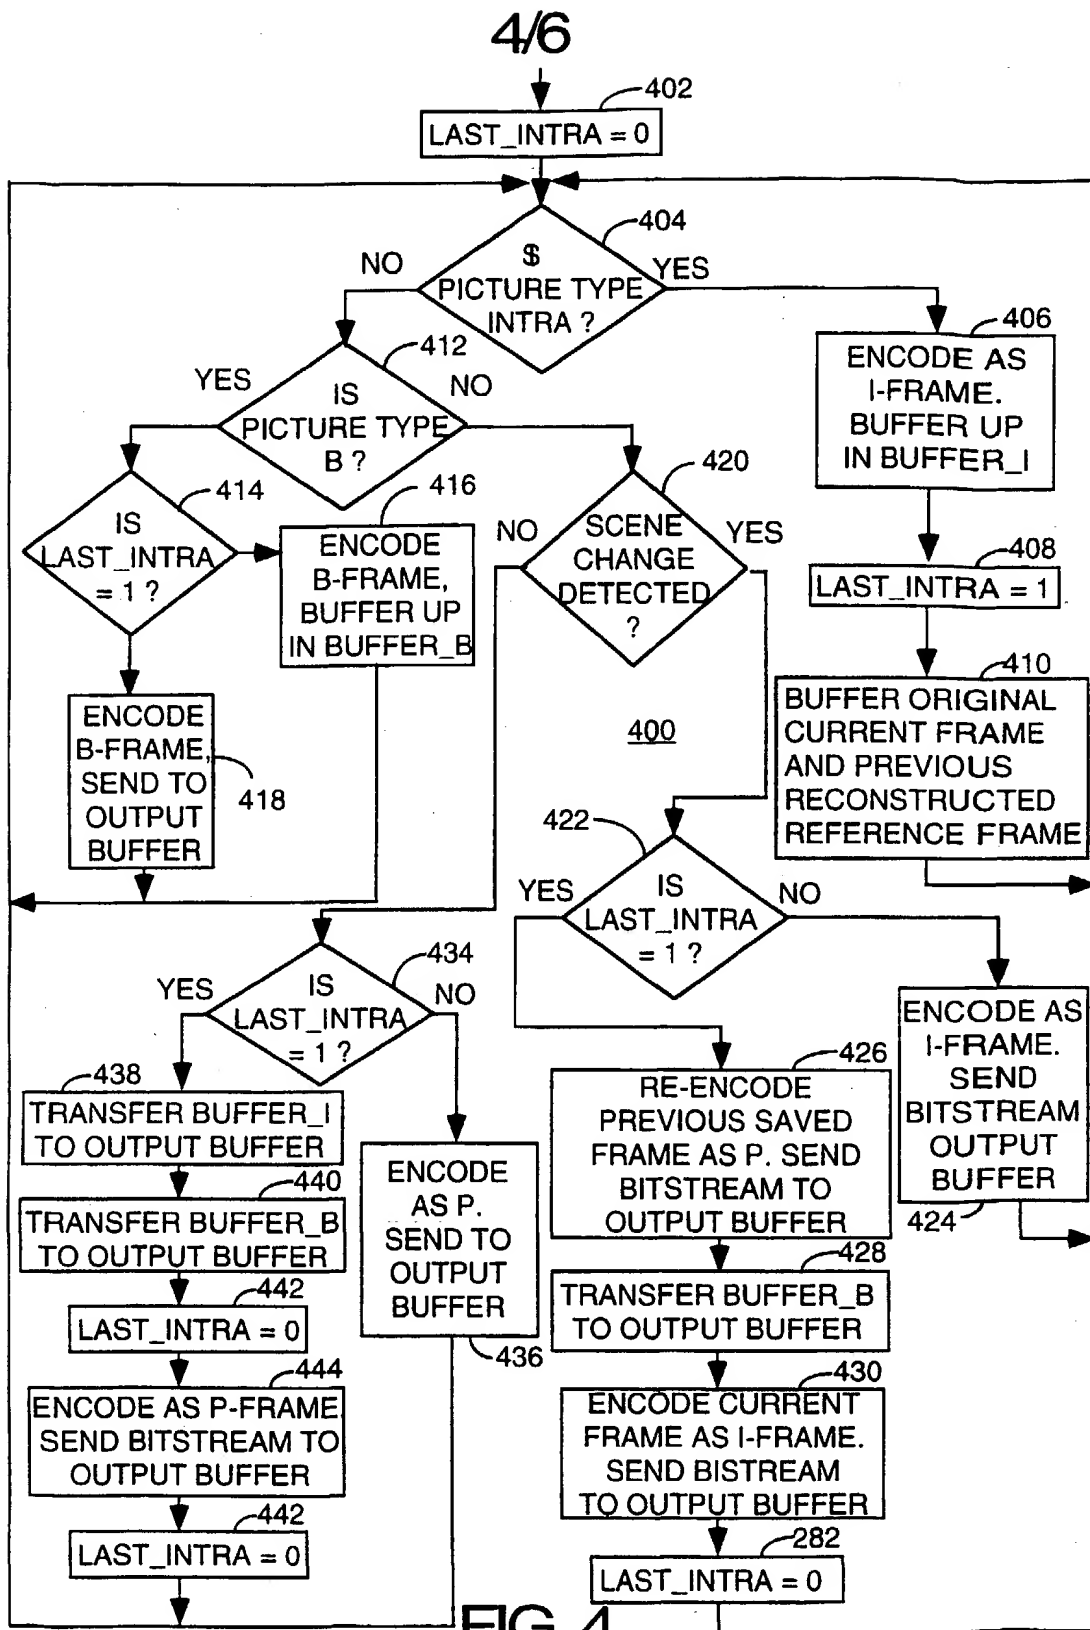 4/6
402
LAST_INTRA = 0
404
$
PICTURE TYPE
INTRA ?
NO
YES
406
ENCODE AS
I-FRAME.
BUFFER UP
IN BUFFER_I
412
IS
PICTURE TYPE
B ?
YES
NO
408
LAST_INTRA = 1
410
BUFFER ORIGINAL
CURRENT FRAME
AND PREVIOUS
RECONSTRUCTED
REFERENCE FRAME
414
IS
LAST_INTRA
= 1 ?
416
ENCODE
B-FRAME,
BUFFER UP
IN BUFFER_B
418
ENCODE
B-FRAME,
SEND TO
OUTPUT
BUFFER
420
SCENE
CHANGE
DETECTED
?
NO
YES
400
422
IS
LAST_INTRA
= 1 ?
YES
NO
ENCODE AS
I-FRAME.
SEND
BITSTREAM
OUTPUT
BUFFER
424
426
RE-ENCODE
PREVIOUS SAVED
FRAME AS P. SEND
BITSTREAM TO
OUTPUT BUFFER
428
TRANSFER BUFFER_B
TO OUTPUT BUFFER
430
ENCODE CURRENT
FRAME AS I-FRAME.
SEND BISTREAM
TO OUTPUT BUFFER
282
LAST_INTRA = 0
434
IS
LAST_INTRA
= 1 ?
YES
NO
438
TRANSFER BUFFER_I
TO OUTPUT BUFFER
440
TRANSFER BUFFER_B
TO OUTPUT BUFFER
442
LAST_INTRA = 0
444
ENCODE AS P-FRAME
SEND BITSTREAM TO
OUTPUT BUFFER
442
LAST_INTRA = 0
ENCODE
AS P.
SEND TO
OUTPUT
BUFFER
436
FIG 4